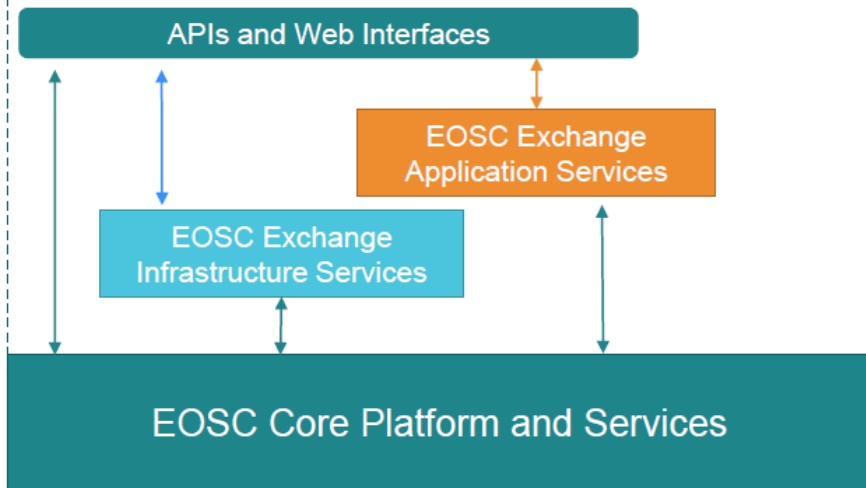 APIs and Web Interfaces
EOSC Exchange
Application Services
EOSC Exchange
Infrastructure Services
EOSC Core Platform and Services